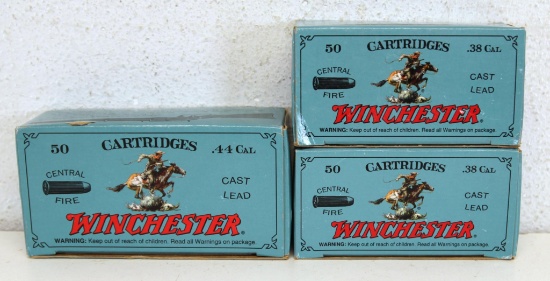 50 CARTRIDGES .44 CAL
CENTRAL
FIRE
CAST
LEAD
WINCHESTER®
WARNING: Keep out of reach of children. Read all Warnings on package.
50 CARTRIDGES .38 CAL
CENTRAL
FIRE
CAST
LEAD
WINCHESTER®
WARNING: Keep out of reach of children. Read all Warnings on package.
50 CARTRIDGES .38 CAL
CENTRAL
FIRE
CAST
LEAD
WINCHESTER®
WARNING: Keep out of reach of children. Read all Warnings on package.